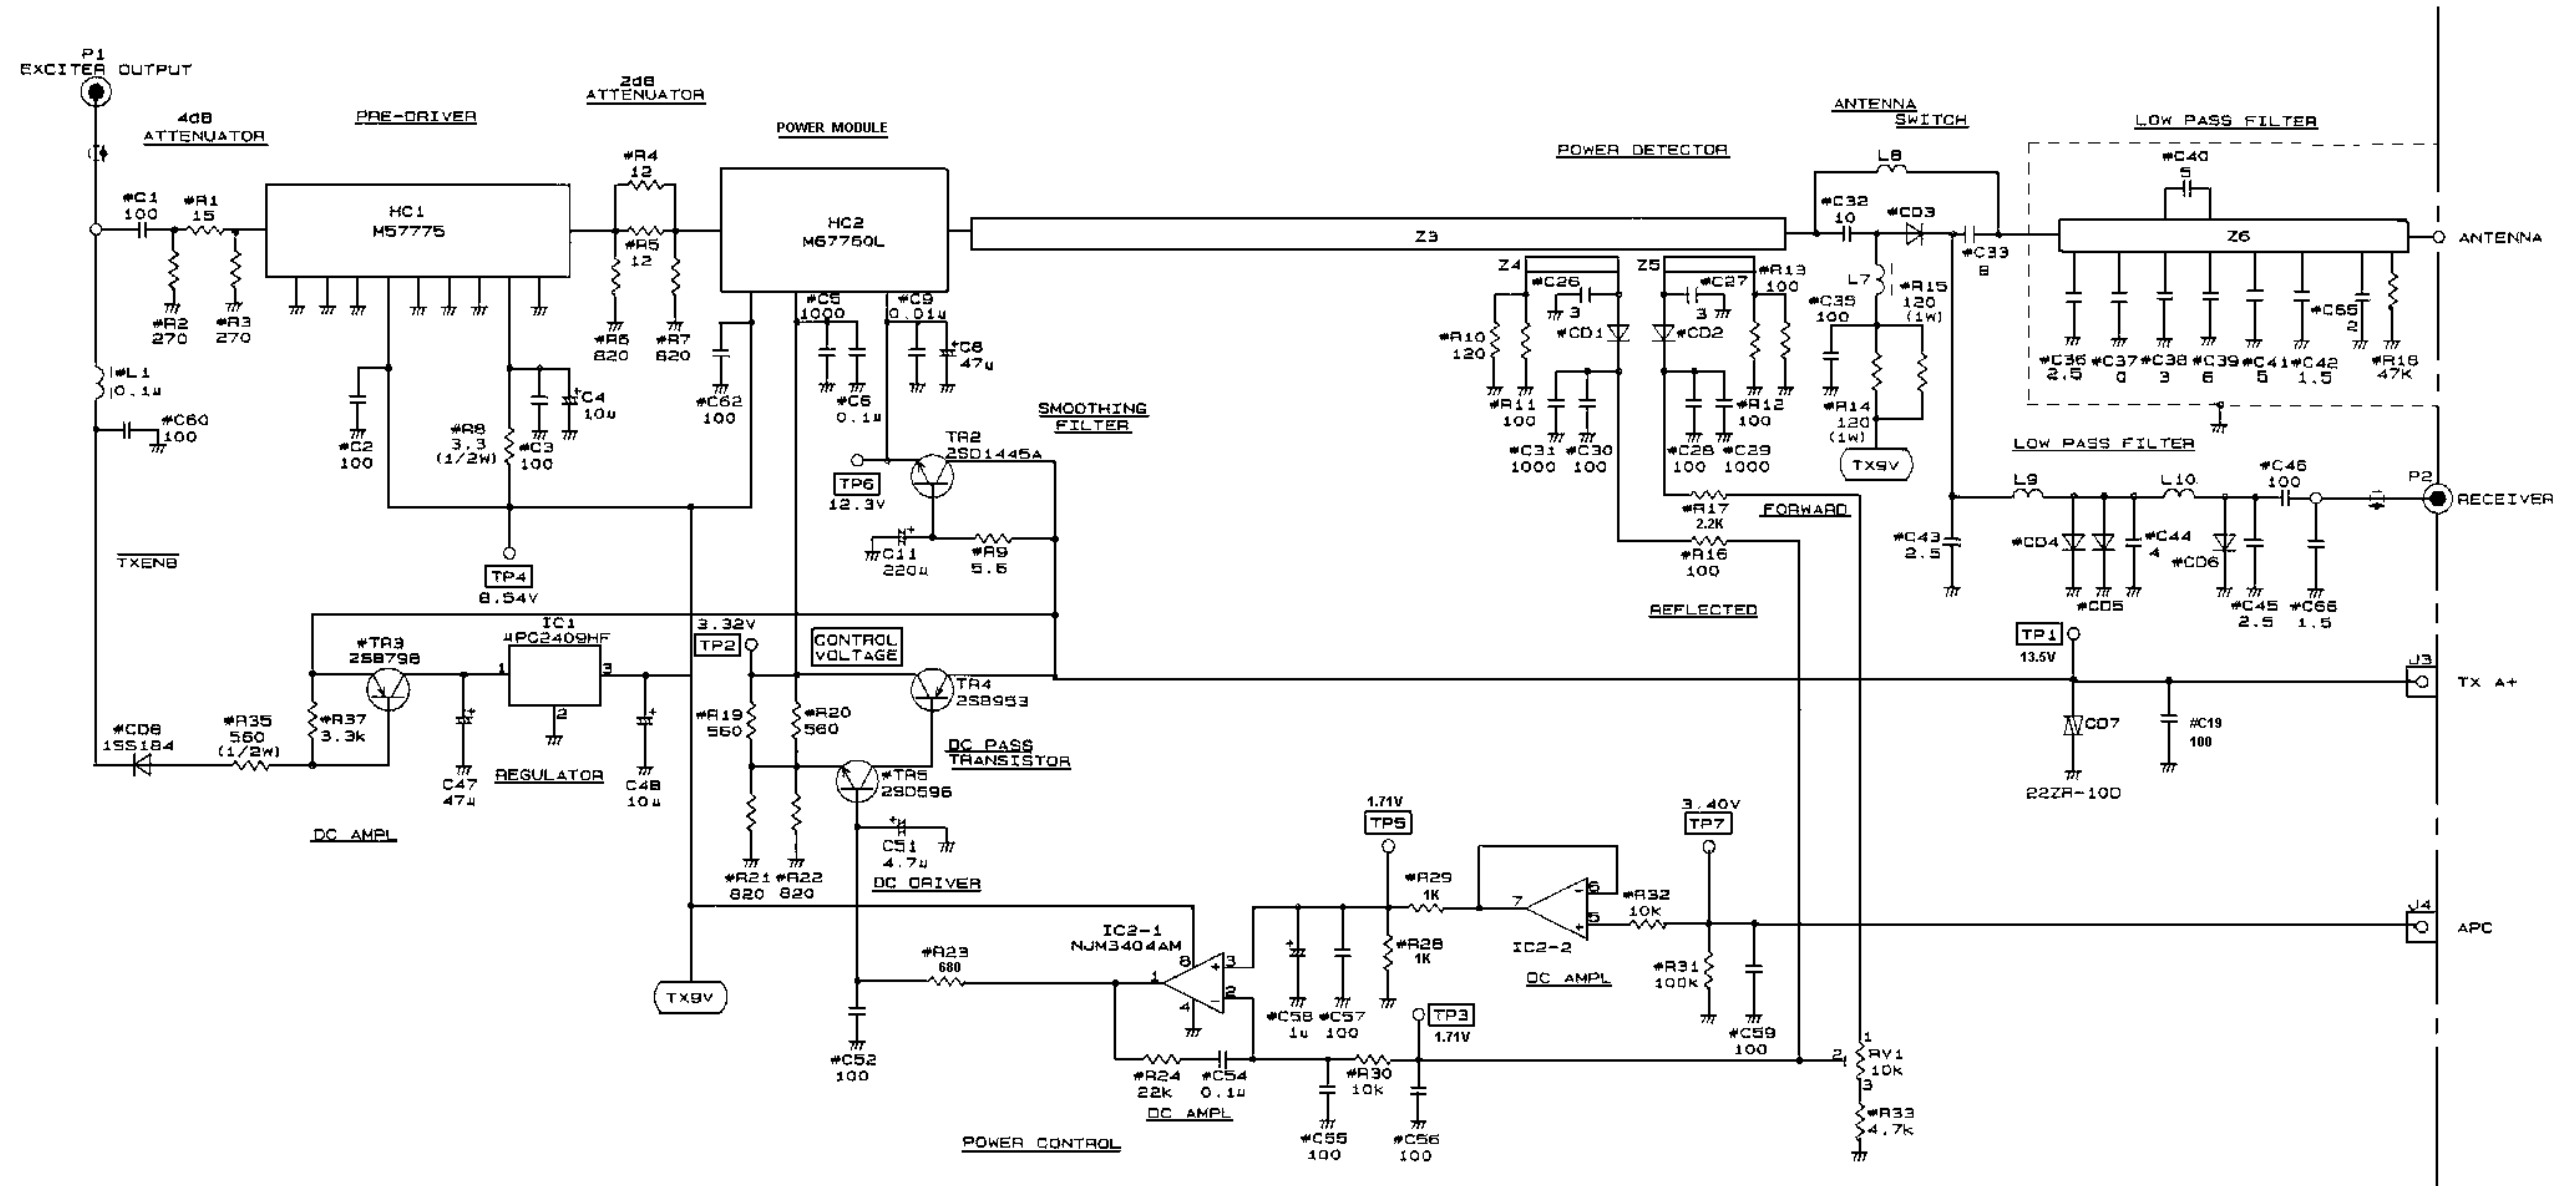 P1
EXCITER OUTPUT
4dB
ATTENUATOR
PRE-DRIVER
2dB
ATTENUATOR
POWER MODULE
POWER DETECTOR
ANTENNA
SWITCH
LOW PASS FILTER
#C1
100
#R1
15
#R2
270
#R3
270
HC1
M57775
#R4
12
#R5
12
#R6
820
#R7
820
HC2
M67760L
Z3
L8
#C32
10
#CD3
#C33
8
#C40
5
Z6
ANTENNA
Z4
#C26
3
#CD1
Z5
#C27
3
#CD2
#R13
100
#R10
120
#R11
100
#C31
1000
#C30
100
#C28
100
#C29
1000
#R12
100
L7
#R15
120
(1W)
#C35
100
#R14
120
(1W)
TX9V
#C36
2.5
#C37
#C38
3
#C39
6
#C41
5
#C42
1.5
#C65
2
#R18
47K
#L1
0.1u
#C60
100
#C2
100
#R8
3.3
(1/2W)
#C3
100
C4
10u
#C62
100
#C5
1000
#C6
0.1u
#C9
0.01u
C8
47u
SMOOTHING
FILTER
TR2
2SD1445A
TP6
12.3V
C11
220u
#R9
5.6
TXENB
TP4
8.54V
#R17
2.2K
FORWARD
#R16
100
REFLECTED
LOW PASS FILTER
L9
L10
#C46
100
P2
RECEIVER
#C43
2.5
#CD4
#CD5
#C44
4
#CD6
#C45
2.5
#C66
1.5
#TR3
2SB798
IC1
uPC2409HF
1
3
2
3.32V
TP2
CONTROL
VOLTAGE
TR4
2SB953
DC PASS
TRANSISTOR
TP1
13.5V
J3
TX A+
CD7
22ZR-10D
#C19
100
#CD8
1SS184
#R35
560
(1/2W)
#R37
3.3k
C47
47u
REGULATOR
C48
10u
DC AMPL
#R19
560
#R20
560
#R21
820
#R22
820
#TR5
2SD596
C51
4.7u
DC DRIVER
1.71V
TP5
3.40V
TP7
#R29
1K
7
6
5
IC2-2
DC AMPL
#R32
10k
J4
APC
#R31
100k
#C59
100
#R28
1K
#C58
1u
#C57
100
IC2-1
NJM3404AM
8
3
1
2
4
#R23
680
TX9V
#C52
100
TP3
1.71V
#R24
22k
#C54
0.1u
DC AMPL
#R30
10k
#C55
100
#C56
100
1
2
3
RV1
10k
#R33
4.7k
POWER CONTROL